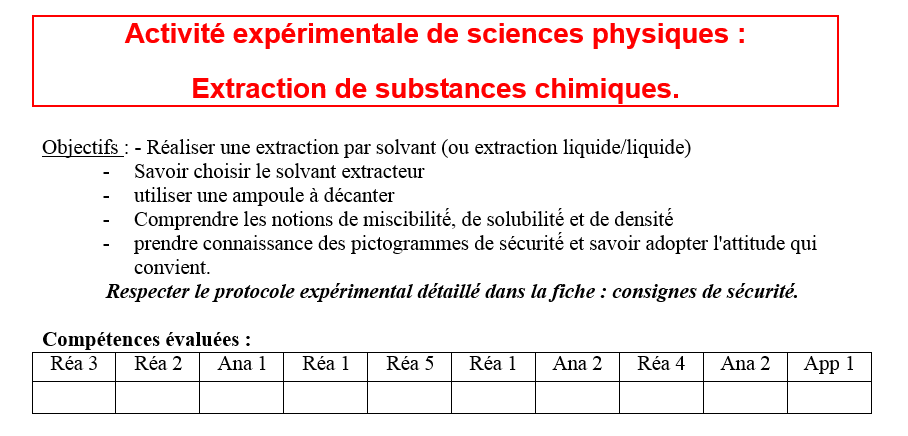 Activité expérimentale de sciences physiques :
Extraction de substances chimiques.
Objectifs : - Réaliser une extraction par solvant (ou extraction liquide/liquide)
- Savoir choisir le solvant extracteur
- utiliser une ampoule à décanter
- Comprendre les notions de miscibilité, de solubilité et de densité
- prendre connaissance des pictogrammes de sécurité et savoir adopter l'attitude qui
convient.
Respecter le protocole expérimental détaillé dans la fiche : consignes de sécurité.
Compétences évaluées :
Réa 3 Réa 2 Ana 1 Réa 1 Réa 5 Réa 1 Ana 2 Réa 4 Ana 2 App 1